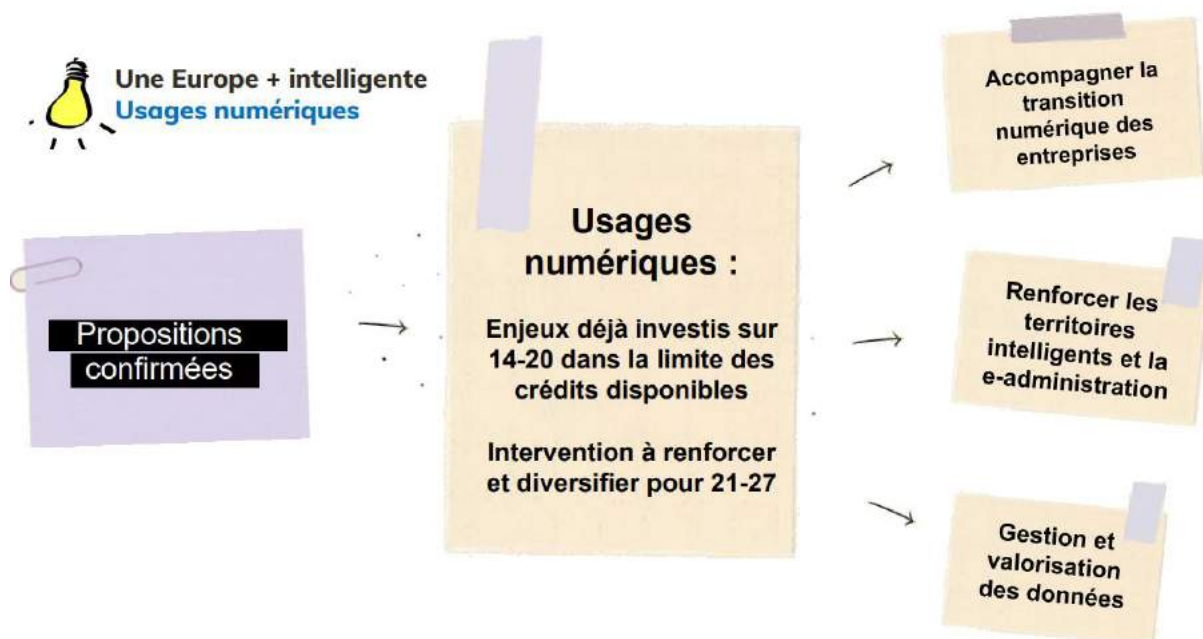 Une Europe + intelligente
Usages numériques
Propositions
confirmées
Usages
numériques :
Enjeux déjà investis sur
14-20 dans la limite des
crédits disponibles
Intervention à renforcer
et diversifier pour 21-27
Accompagner la
transition
numérique des
entreprises
Renforcer les
territoires
intelligents et la
e-administration
Gestion et
valorisation
des données